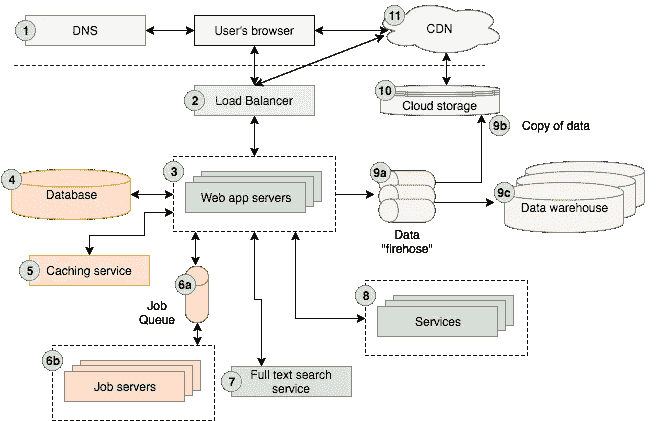 1
DNS
User's browser
11
CDN
2
Load Balancer
10
Cloud storage
9b
Copy of data
3
Web app servers
4
Database
9a
Data
"firehose"
9c
Data warehouse
5
Caching service
6a
Job
Queue
8
Services
6b
Job servers
7
Full text search
service